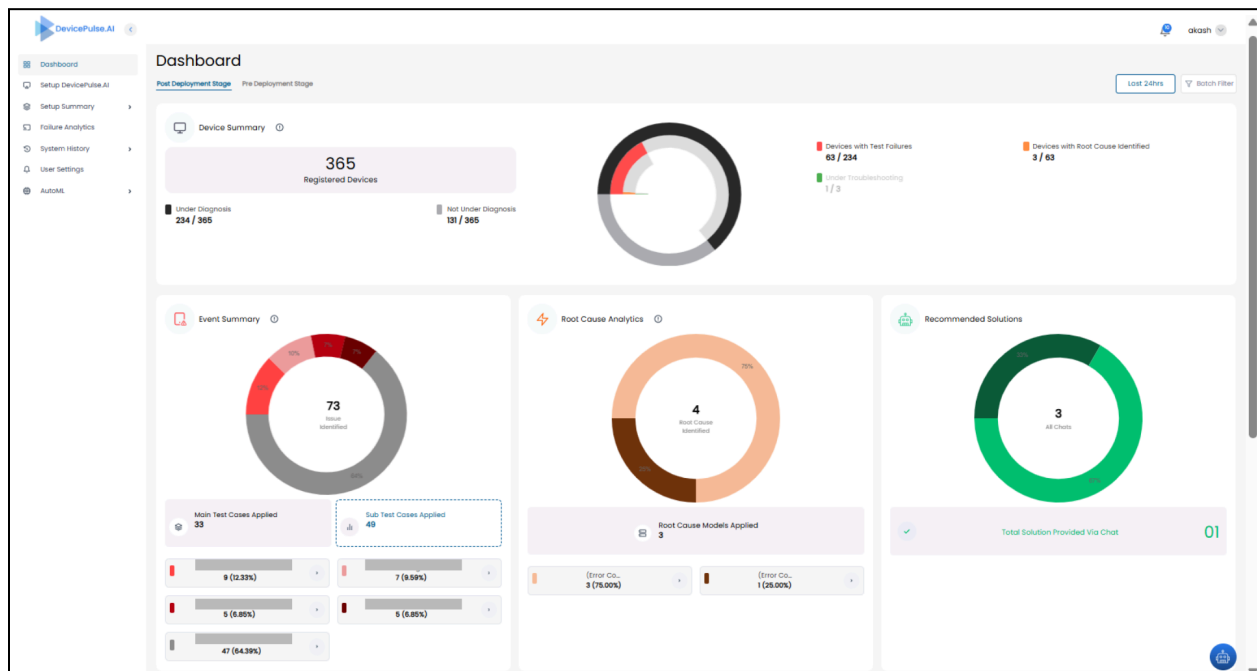 DevicePulse.AI
akash
Dashboard
Setup DevicePulse.AI
Setup Summary
Failure Analytics
System History
User Settings
AutoML
Dashboard
Post Deployment Stage
Pre Deployment Stage
Last 24hrs
Batch Filter
Device Summary
365
Registered Devices
Under Diagnosis
234 / 365
Not Under Diagnosis
131 / 365
Devices with Test Failures
63 / 234
Devices with Root Cause Identified
3 / 63
Under Troubleshooting
1 / 3
Event Summary
10%
7%
7%
73
Issue
Identified
Main Test Cases Applied
33
Sub Test Cases Applied
49
9 (12.33%)
7 (9.59%)
5 (6.85%)
5 (6.85%)
47 (64.39%)
Root Cause Analytics
75%
4
Root Cause
Identified
25%
Root Cause Models Applied
3
(Error Co...
3 (75.00%)
(Error Co...
1 (25.00%)
Recommended Solutions
3
All Chats
Total Solution Provided Via Chat
01